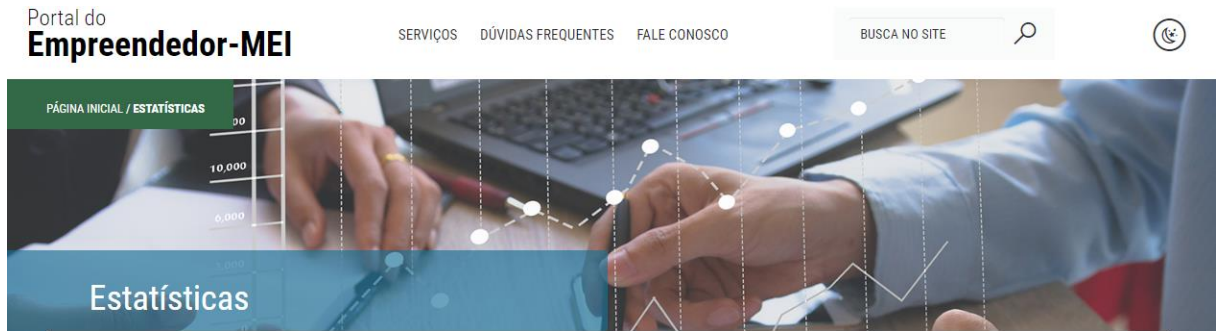 Portal do
Empreendedor-MEI
SERVIÇOS DÚVIDAS FREQUENTES FALE CONOSCO
BUSCA NO SITE
PÁGINA INICIAL / ESTATÍSTICAS
10,000
6,000
Estatísticas